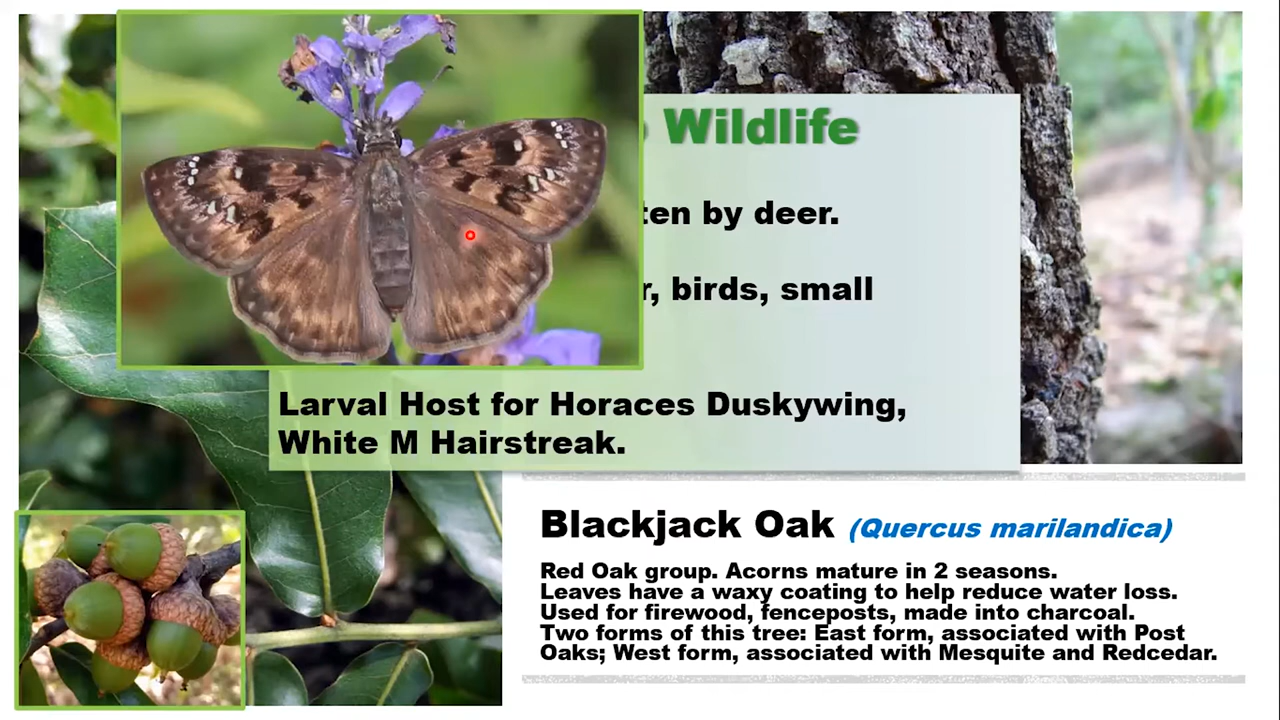 Wildlife
ten by deer.
r, birds, small
Larval Host for Horaces Duskywing,
White M Hairstreak.
Blackjack Oak (Quercus marilandica)
Red Oak group. Acorns mature in 2 seasons.
Leaves have a waxy coating to help reduce water loss.
Used for firewood, fenceposts, made into charcoal.
Two forms of this tree: East form, associated with Post
Oaks; West form, associated with Mesquite and Redcedar.